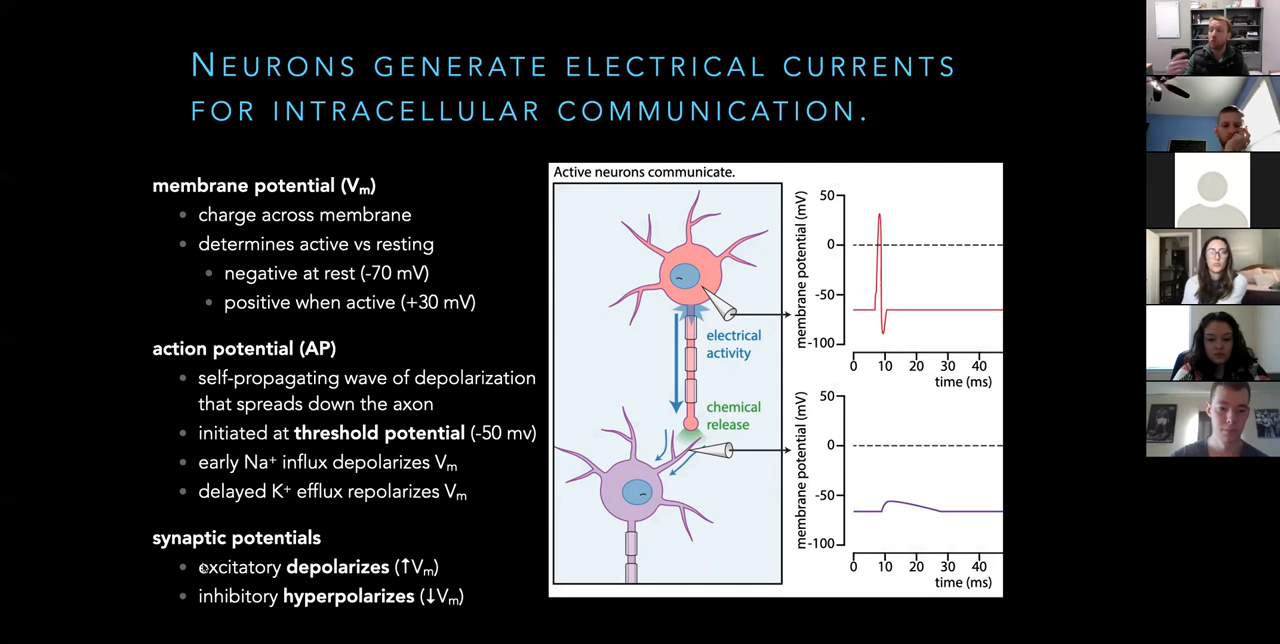 NEURONS GENERATE ELECTRICAL CURRENTS
FOR INTRACELLULAR COMMUNICATION.
membrane potential (Vm)
• charge across membrane
• determines active vs resting
• negative at rest (-70 mV)
• positive when active (+30 mV)
action potential (AP)
• self-propagating wave of depolarization
that spreads down the axon
• initiated at threshold potential (-50 mv)
• early Na+ influx depolarizes Vm
• delayed K+ efflux repolarizes Vm
synaptic potentials
• excitatory depolarizes (↑Vm)
• inhibitory hyperpolarizes (↓Vm)
Active neurons communicate.
electrical
activity
chemical
release
membrane potential (mV)
50
0
-50
-100
0 10 20 30 40
time (ms)
membrane potential (mV)
50
0
-50
-100
0 10 20 30 40
time (ms)